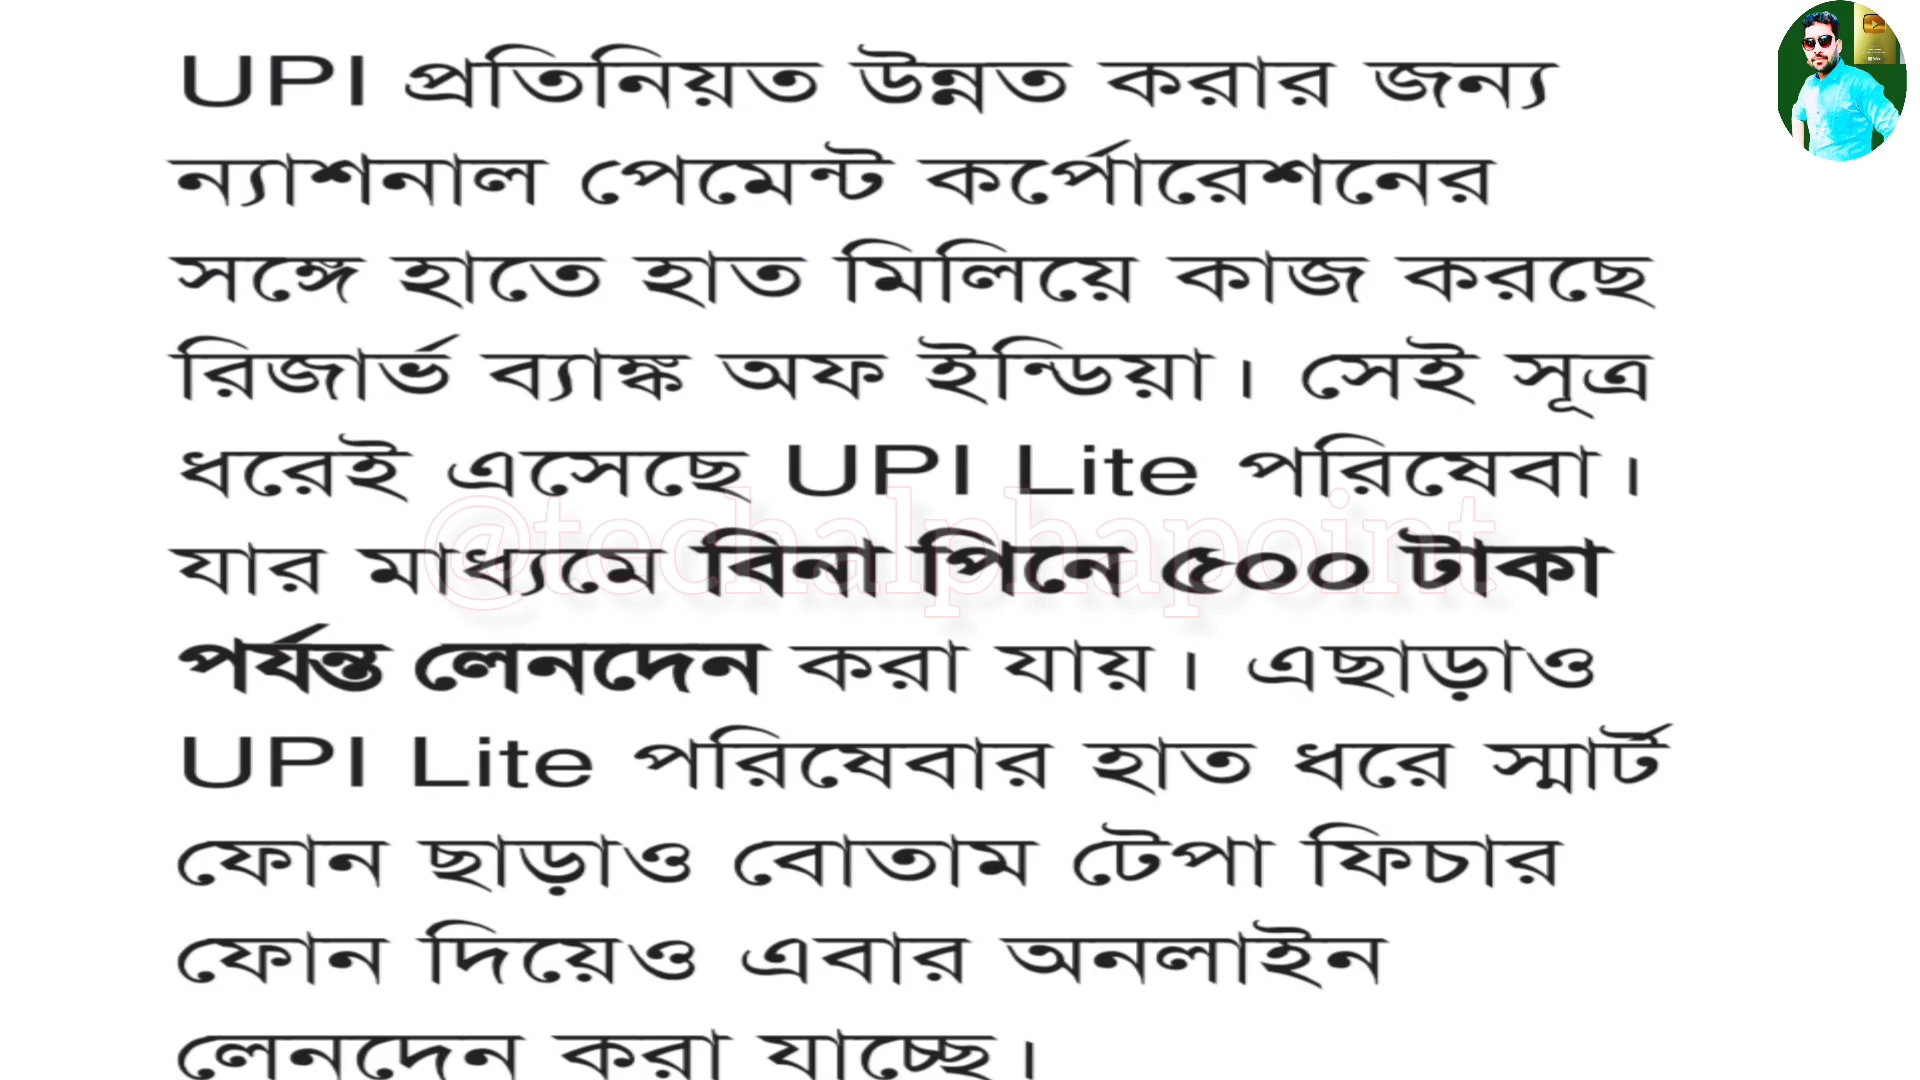 UPI প্রতিনিয়ত উন্নত করার জন্য
ন্যাশনাল পেমেন্ট কর্পোরেশনের
সঙ্গে হাতে হাত মিলিয়ে কাজ করছে
রিজার্ভ ব্যাঙ্ক অফ ইন্ডিয়া। সেই সূত্র
ধরেই এসেছে UPI Lite পরিষেবা।
@techalphapoint
যার মাধ্যমে বিনা পিনে ৫০০ টাকা
পর্যন্ত লেনদেন করা যায়। এছাড়াও
UPI Lite পরিষেবার হাত ধরে স্মার্ট
ফোন ছাড়াও বোতাম টেপা ফিচার
ফোন দিয়েও এবার অনলাইন
লেনদেন করা যাচ্ছে।